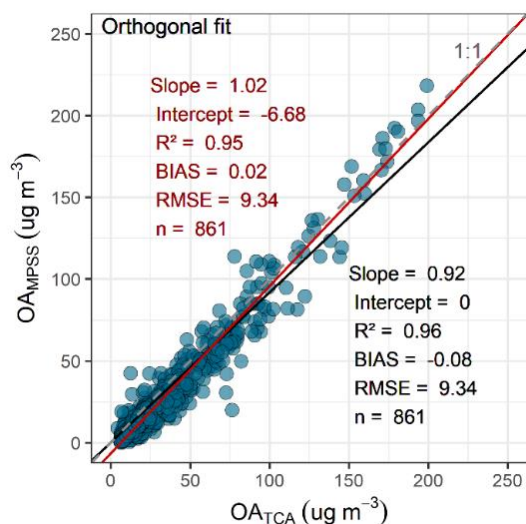 Orthogonal fit
1:1
Slope = 1.02
Intercept = -6.68
R² = 0.95
BIAS = 0.02
RMSE = 9.34
n = 861
Slope = 0.92
Intercept = 0
R² = 0.96
BIAS = -0.08
RMSE = 9.34
n = 861
250
200
150
100
50
0
OA_MPSS (ug m⁻³)
0 50 100 150 200 250
OA_TCA (ug m⁻³)